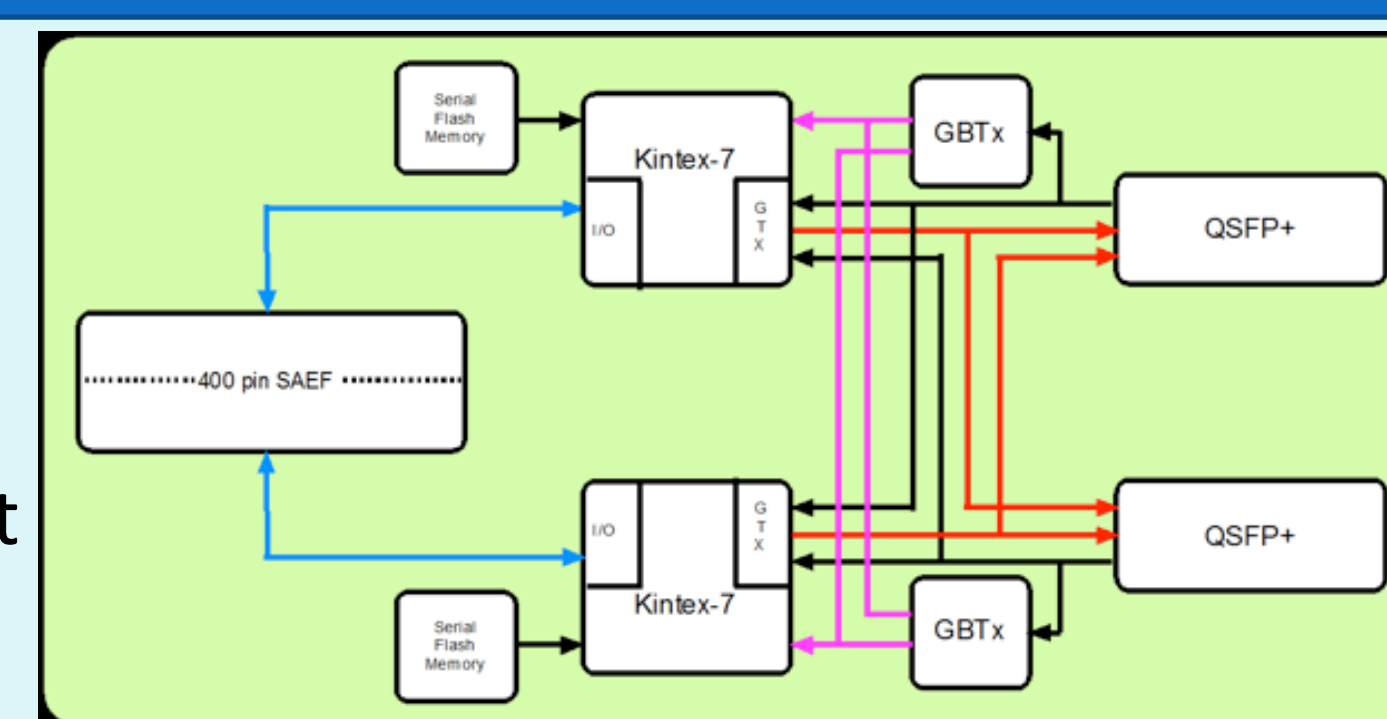 Serial
Flash
Memory
Kintex-7
I/O
G
T
X
GBTx
QSFP+
400 pin SAEF
t
I/O
G
T
X
Kintex-7
QSFP+
Serial
Flash
Memory
GBTx